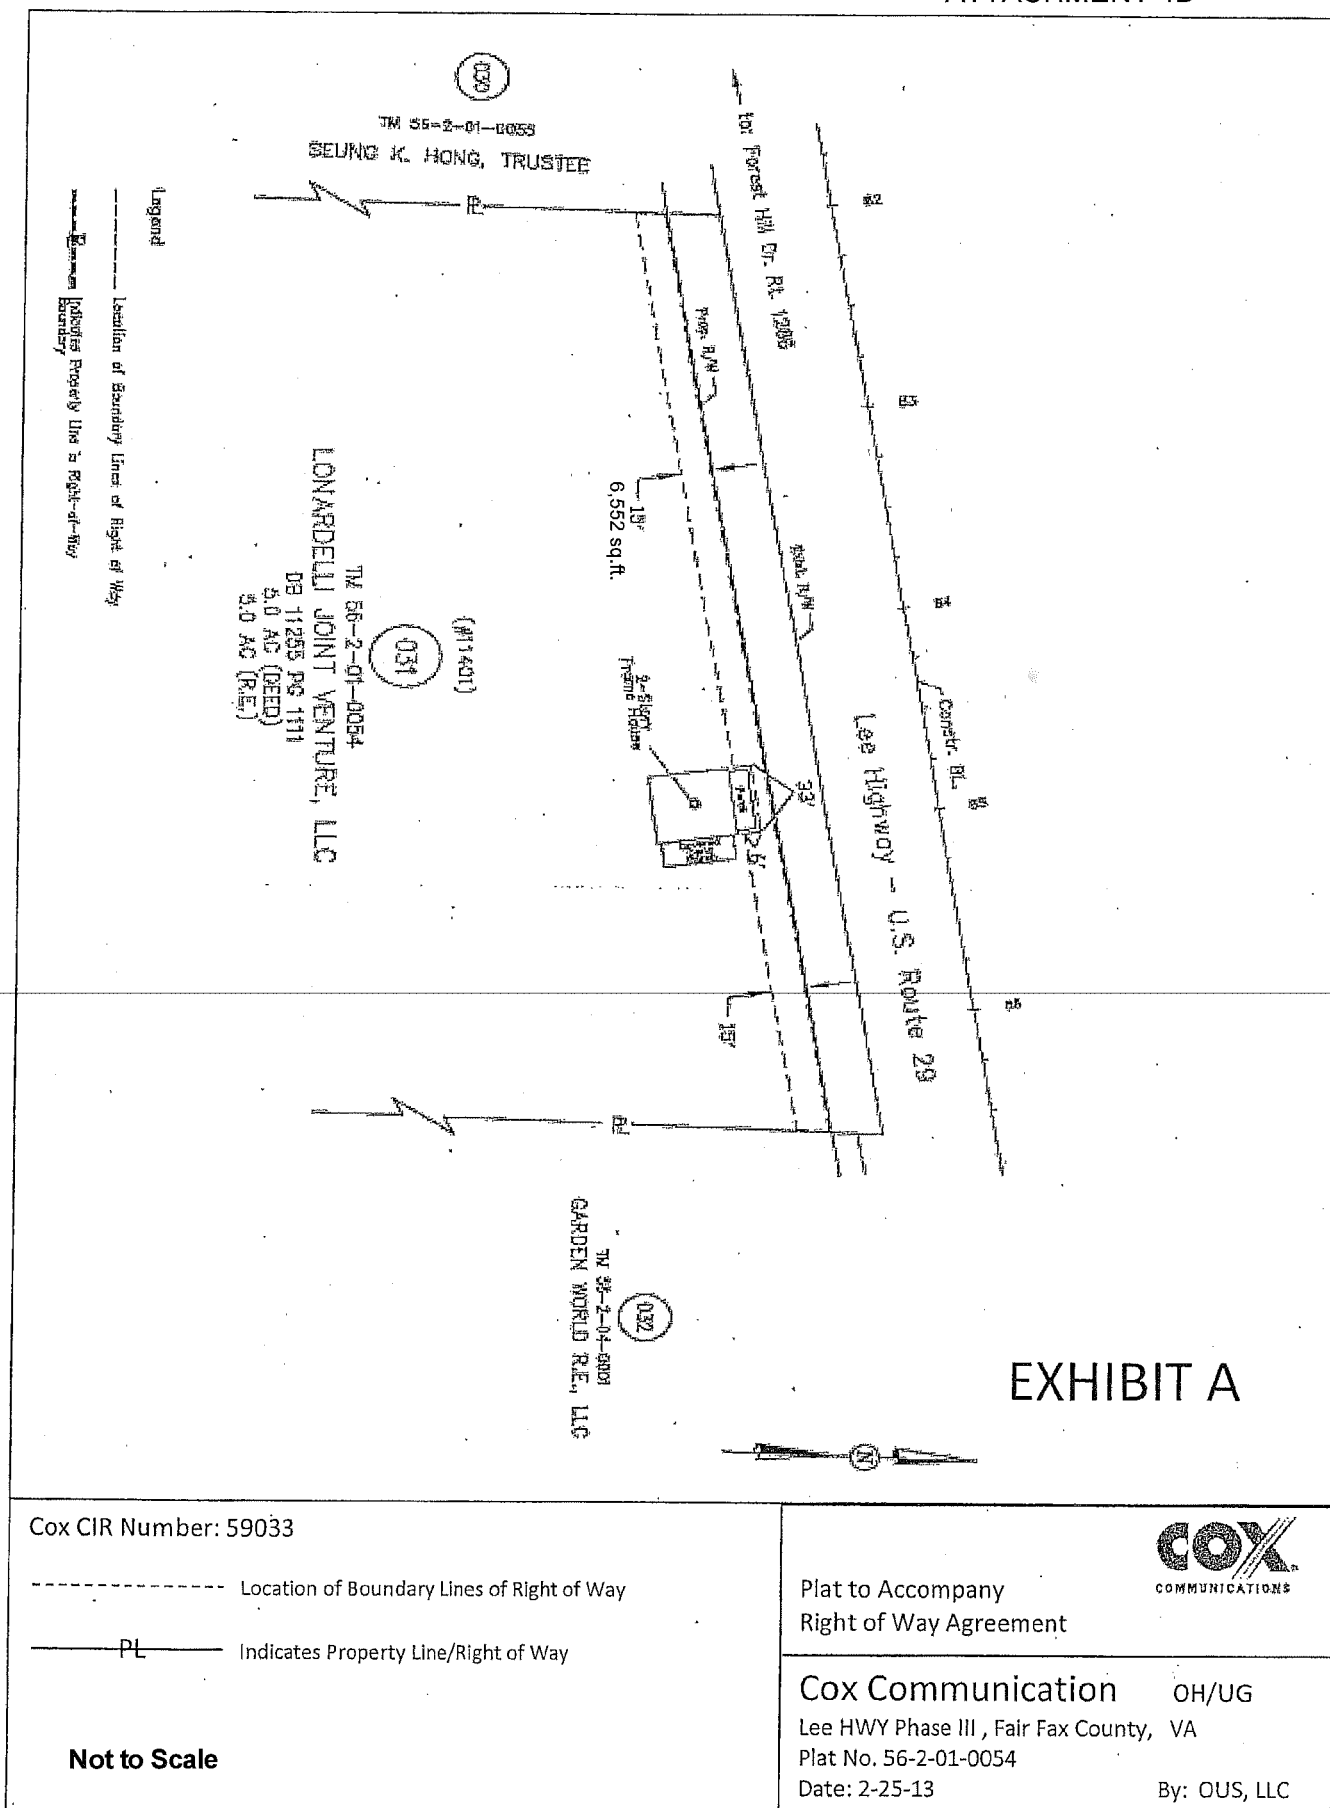 030
TM 56-2-01-0055
SEUNG K. HONG, TRUSTEE
to: Forest Hill Dr. Rt. 1206
Prop. R/W
Exist. R/W
Constr. BL.
Lee Highway - U.S. Route 29
15'
6,552 sq.ft.
2-Story
Frame House
33'
6'
15'
(#11401)
031
TM 56-2-01-0054
LONARDELLI JOINT VENTURE, LLC
DB 11255 PG 1111
5.0 AC (DEED)
5.0 AC (R.E.)
Legend
Location of Boundary Lines of Right of Way
Indicates Property Line is Right-of-Way
Boundary
032
GARDEN WORLD R.E., LLC
N
EXHIBIT A
Cox CIR Number: 59033
Location of Boundary Lines of Right of Way
PL Indicates Property Line/Right of Way
Not to Scale
COX
COMMUNICATIONS
Plat to Accompany
Right of Way Agreement
Cox Communication OH/UG
Lee HWY Phase III , Fair Fax County, VA
Plat No. 56-2-01-0054
Date: 2-25-13 By: OUS, LLC